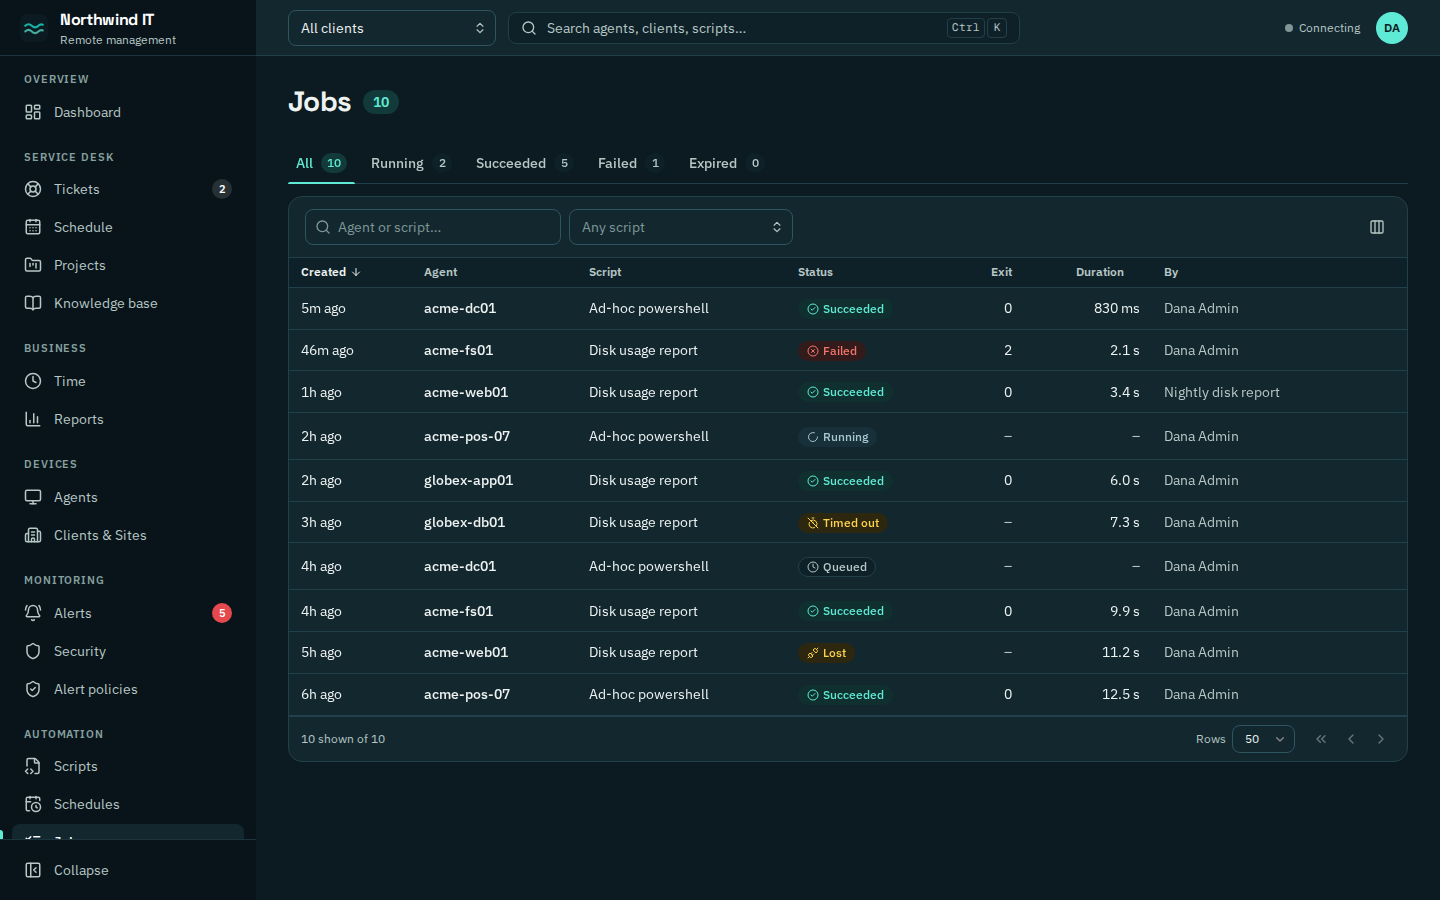 Northwind IT
Remote management
All clients
Search agents, clients, scripts...
Ctrl K
Connecting
DA
OVERVIEW
Dashboard
SERVICE DESK
Tickets 2
Schedule
Projects
Knowledge base
BUSINESS
Time
Reports
DEVICES
Agents
Clients & Sites
MONITORING
Alerts 5
Security
Alert policies
AUTOMATION
Scripts
Schedules
Collapse
Jobs 10
All 10 Running 2 Succeeded 5 Failed 1 Expired 0
Agent or script...
Any script
Created Agent Script Status Exit Duration By
5m ago acme-dc01 Ad-hoc powershell Succeeded 0 830 ms Dana Admin
46m ago acme-fs01 Disk usage report Failed 2 2.1 s Dana Admin
1h ago acme-web01 Disk usage report Succeeded 0 3.4 s Nightly disk report
2h ago acme-pos-07 Ad-hoc powershell Running – – Dana Admin
2h ago globex-app01 Disk usage report Succeeded 0 6.0 s Dana Admin
3h ago globex-db01 Disk usage report Timed out – 7.3 s Dana Admin
4h ago acme-dc01 Ad-hoc powershell Queued – – Dana Admin
4h ago acme-fs01 Disk usage report Succeeded 0 9.9 s Dana Admin
5h ago acme-web01 Disk usage report Lost – 11.2 s Dana Admin
6h ago acme-pos-07 Ad-hoc powershell Succeeded 0 12.5 s Dana Admin
10 shown of 10
Rows 50